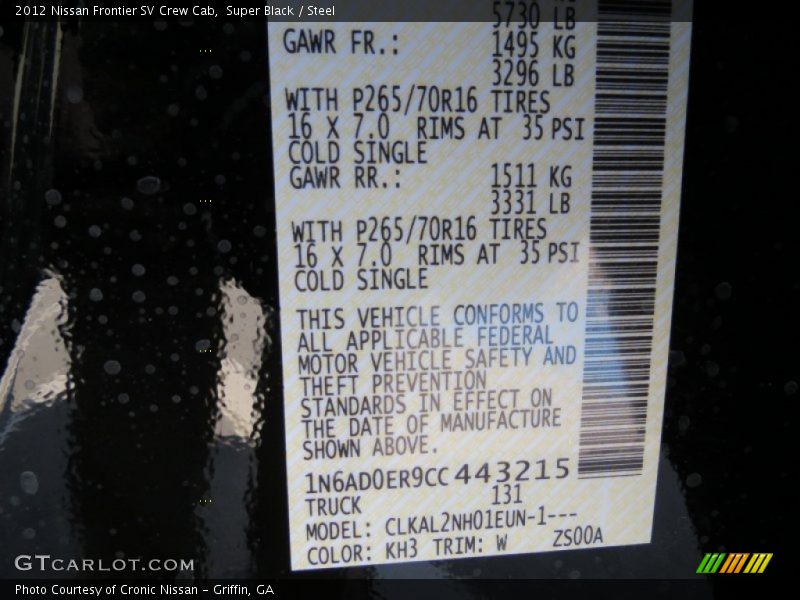 2012 Nissan Frontier SV Crew Cab,  Super Black / Steel
5730 LB
GAWR FR.: 1495 KG
3296 LB
WITH P265/70R16 TIRES
16 X 7.0 RIMS AT 35 PSI
COLD SINGLE
GAWR RR.: 1511 KG
3331 LB
WITH P265/70R16 TIRES
16 X 7.0 RIMS AT 35 PSI
COLD SINGLE
THIS VEHICLE CONFORMS TO
ALL APPLICABLE FEDERAL
MOTOR VEHICLE SAFETY AND
THEFT PREVENTION
STANDARDS IN EFFECT ON
THE DATE OF MANUFACTURE
SHOWN ABOVE.
1N6AD0ER9CC443215
TRUCK 131
MODEL: CLKAL2NH01EUN-1---
COLOR: KH3 TRIM: W ZS00A
GTCARLOT.COM
Photo Courtesy of Cronic Nissan - Griffin, GA